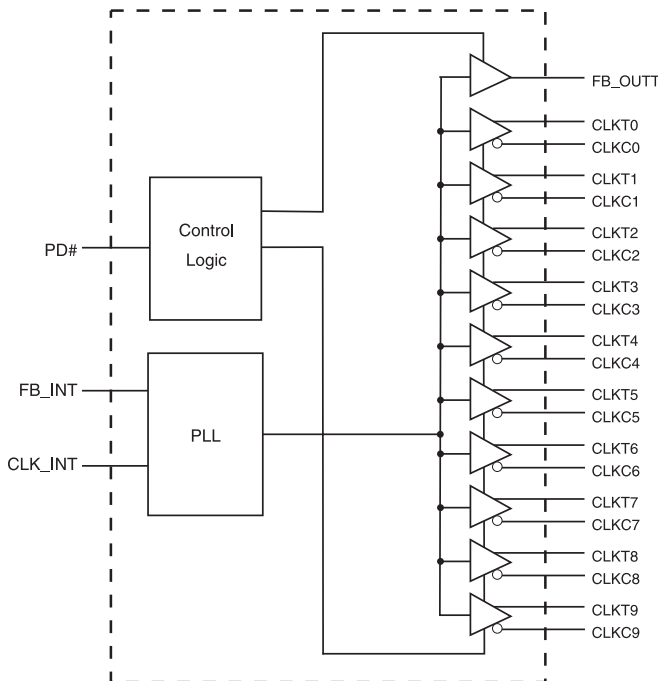 FB_OUTT
CLKT0
CLKC0
CLKT1
CLKC1
Control
Logic
PD#
CLKT2
CLKC2
CLKT3
CLKC3
CLKT4
CLKC4
FB_INT
PLL
CLK_INT
CLKT5
CLKC5
CLKT6
CLKC6
CLKT7
CLKC7
CLKT8
CLKC8
CLKT9
CLKC9